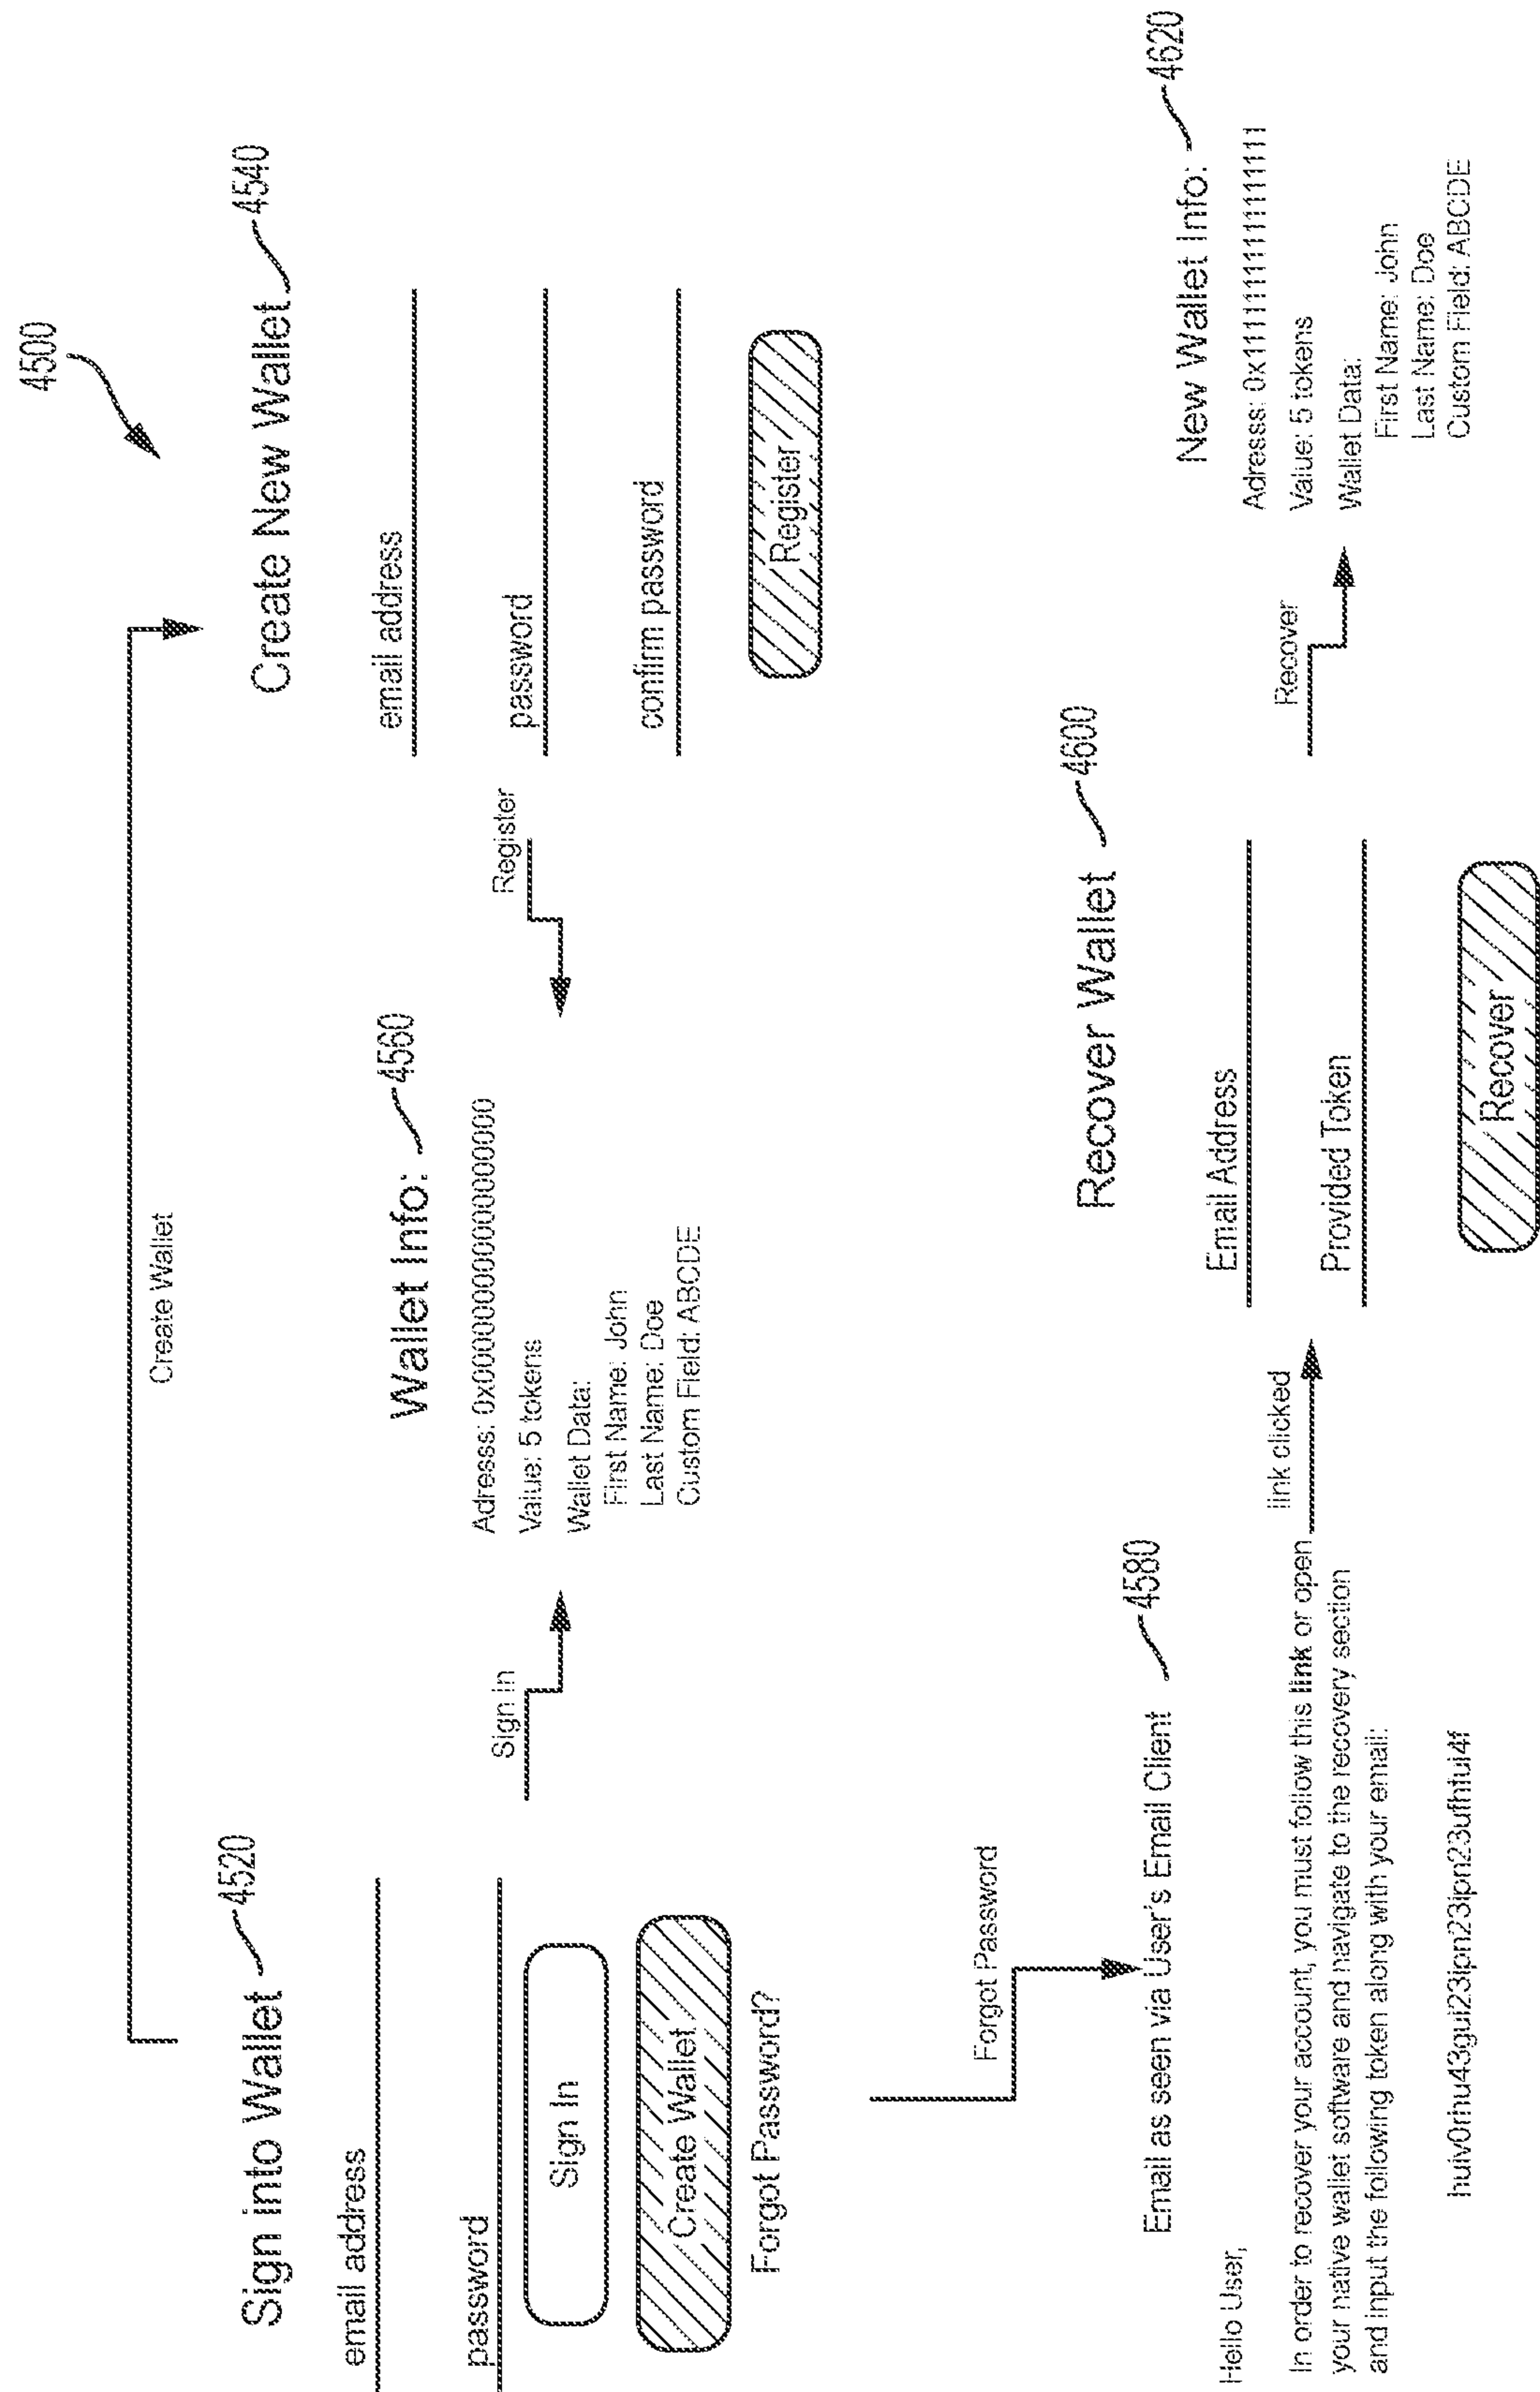 4500
Create Wallet
Sign into Wallet 4520
email address
password
Sign In
Create Wallet
Forgot Password?
Sign In
Wallet Info: 4560
Adresss: 0x0000000000000000000
Value: 5 tokens
Wallet Data:
First Name: John
Last Name: Doe
Custom Field: ABCDE
Register
Create New Wallet 4540
email address
password
confirm password
Register
Forgot Password
Email as seen via User's Email Client 4580
Hello User,
In order to recover your account, you must follow this link or open
your native wallet software and navigate to the recovery section
and input the following token along with your email:
link clicked
Recover Wallet 4600
Email Address
Provided Token
Recover
Recover
New Wallet Info: 4620
Value: 5 tokens
Wallet Data:
First Name: John
Last Name: Doe
Custom Field: ABCDE